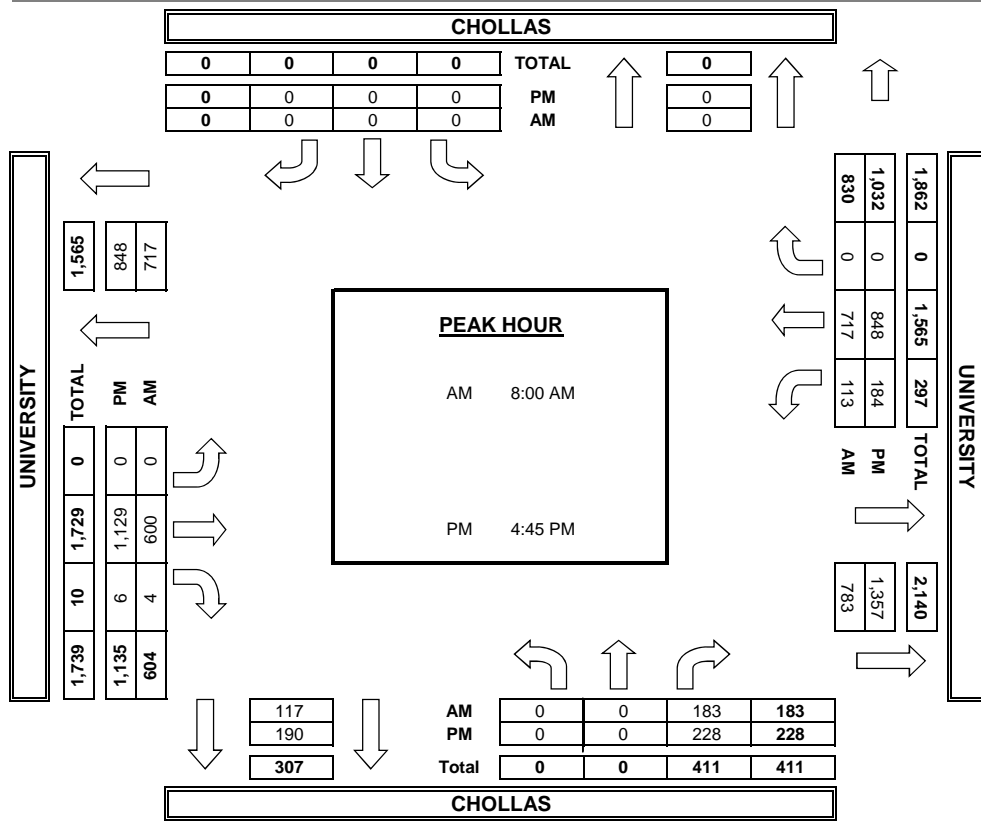 CHOLLAS
0 0 0 0 TOTAL 0
0 0 0 0 PM 0
0 0 0 0 AM 0
UNIVERSITY
1,565
848
717
TOTAL PM AM
0 0 0
1,729 1,129 600
10 6 4
1,739 1,135 604
PEAK HOUR
AM 8:00 AM
PM 4:45 PM
830 1,032 1,862
0 0 0
717 848 1,565
113 184 297
AM PM TOTAL
783 1,357 2,140
UNIVERSITY
117 AM 0 0 183 183
190 PM 0 0 228 228
307 Total 0 0 411 411
CHOLLAS